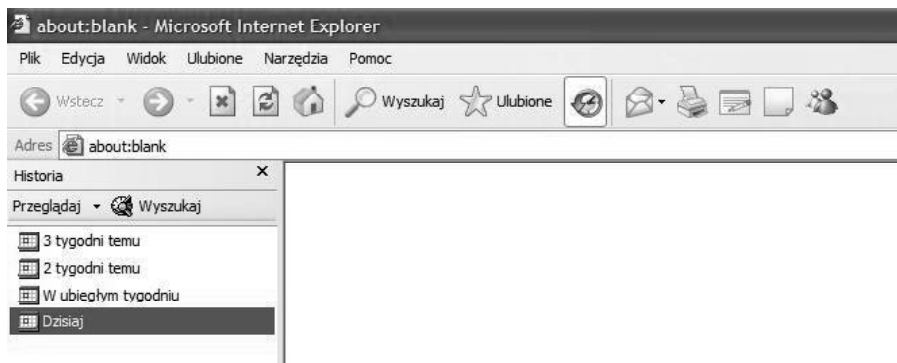 about:blank - Microsoft Internet Explorer
Plik Edycja Widok Ulubione Narzędzia Pomoc
Wstecz Wyszukaj Ulubione
Adres about:blank
Historia x
Przeglądaj Wyszukaj
3 tygodni temu
2 tygodni temu
W ubiegłym tygodniu
Dzisiaj